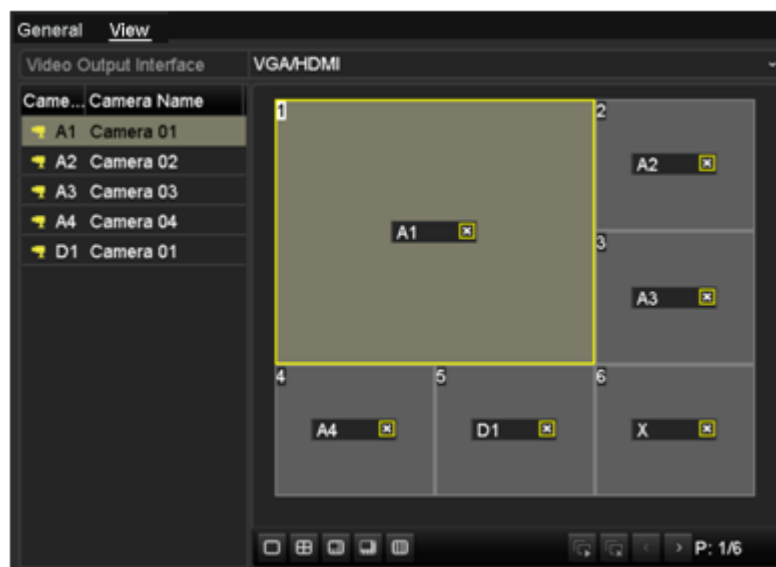 General View
Video Output Interface VGA/HDMI
Came... Camera Name
A1 Camera 01
A2 Camera 02
A3 Camera 03
A4 Camera 04
D1 Camera 01
1
A1
2
A2
3
A3
4
A4
5
D1
6
X
P: 1/6